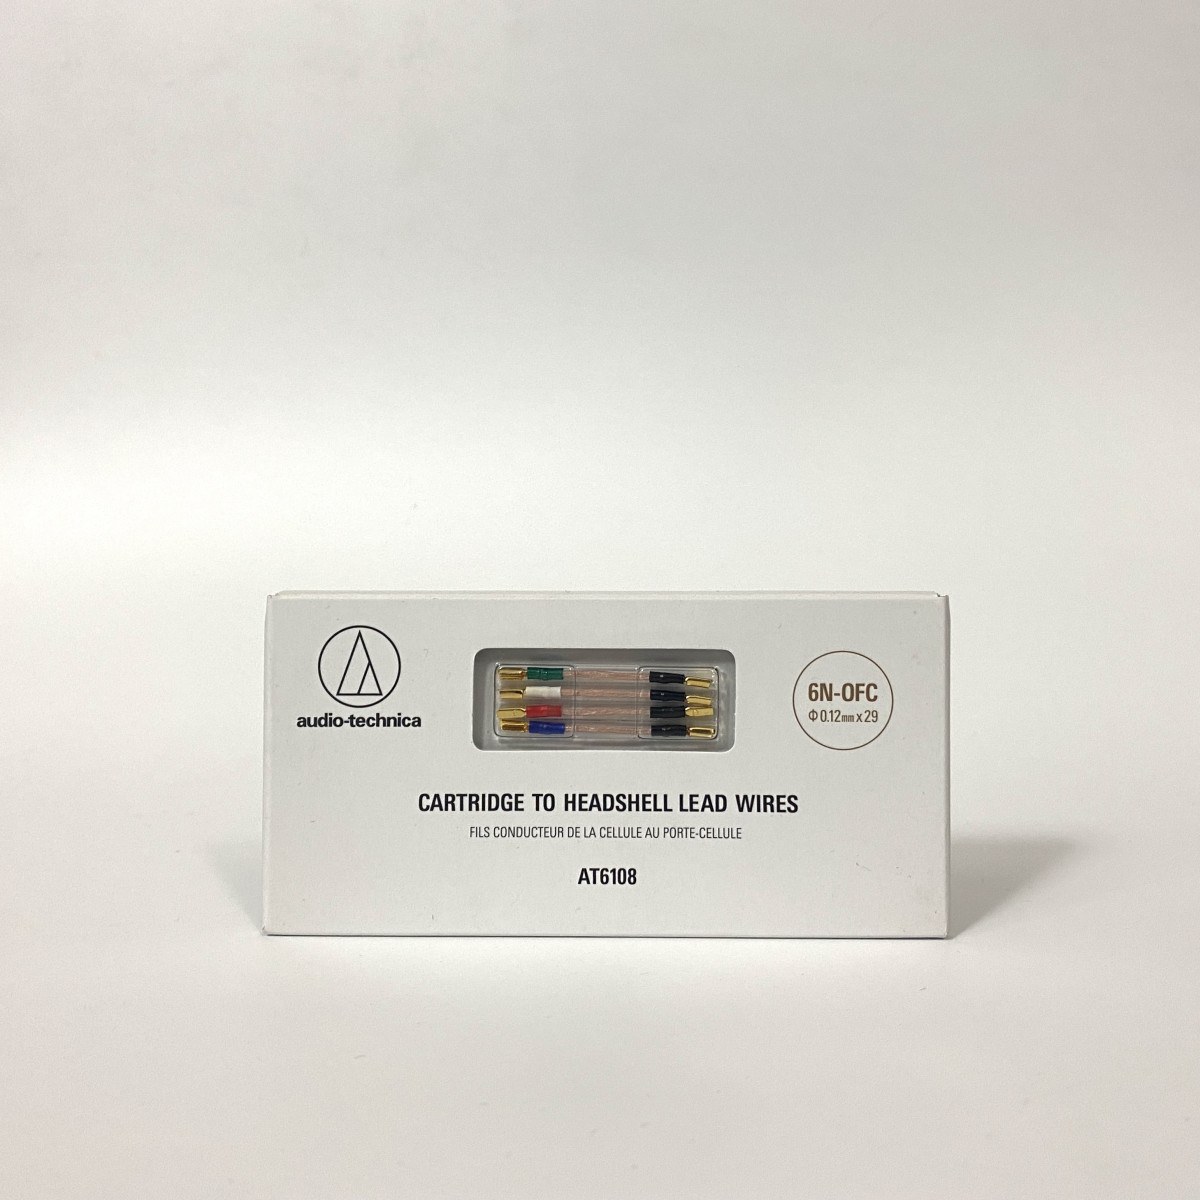 audio-technica
6N-OFC
Φ0.12mm x 29
CARTRIDGE TO HEADSHELL LEAD WIRES
FILS CONDUCTEUR DE LA CELLULE AU PORTE-CELLULE
AT6108